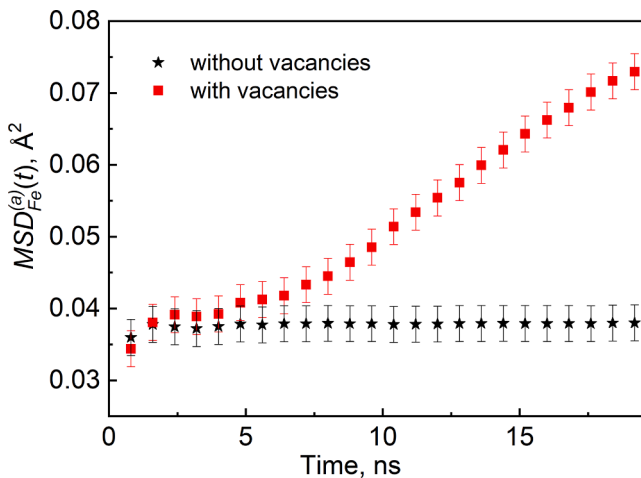 0.08
0.07
0.06
0.05
0.04
0.03
MSD_{Fe}^{(a)}(t), Å²
without vacancies
with vacancies
0
5
10
15
Time, ns